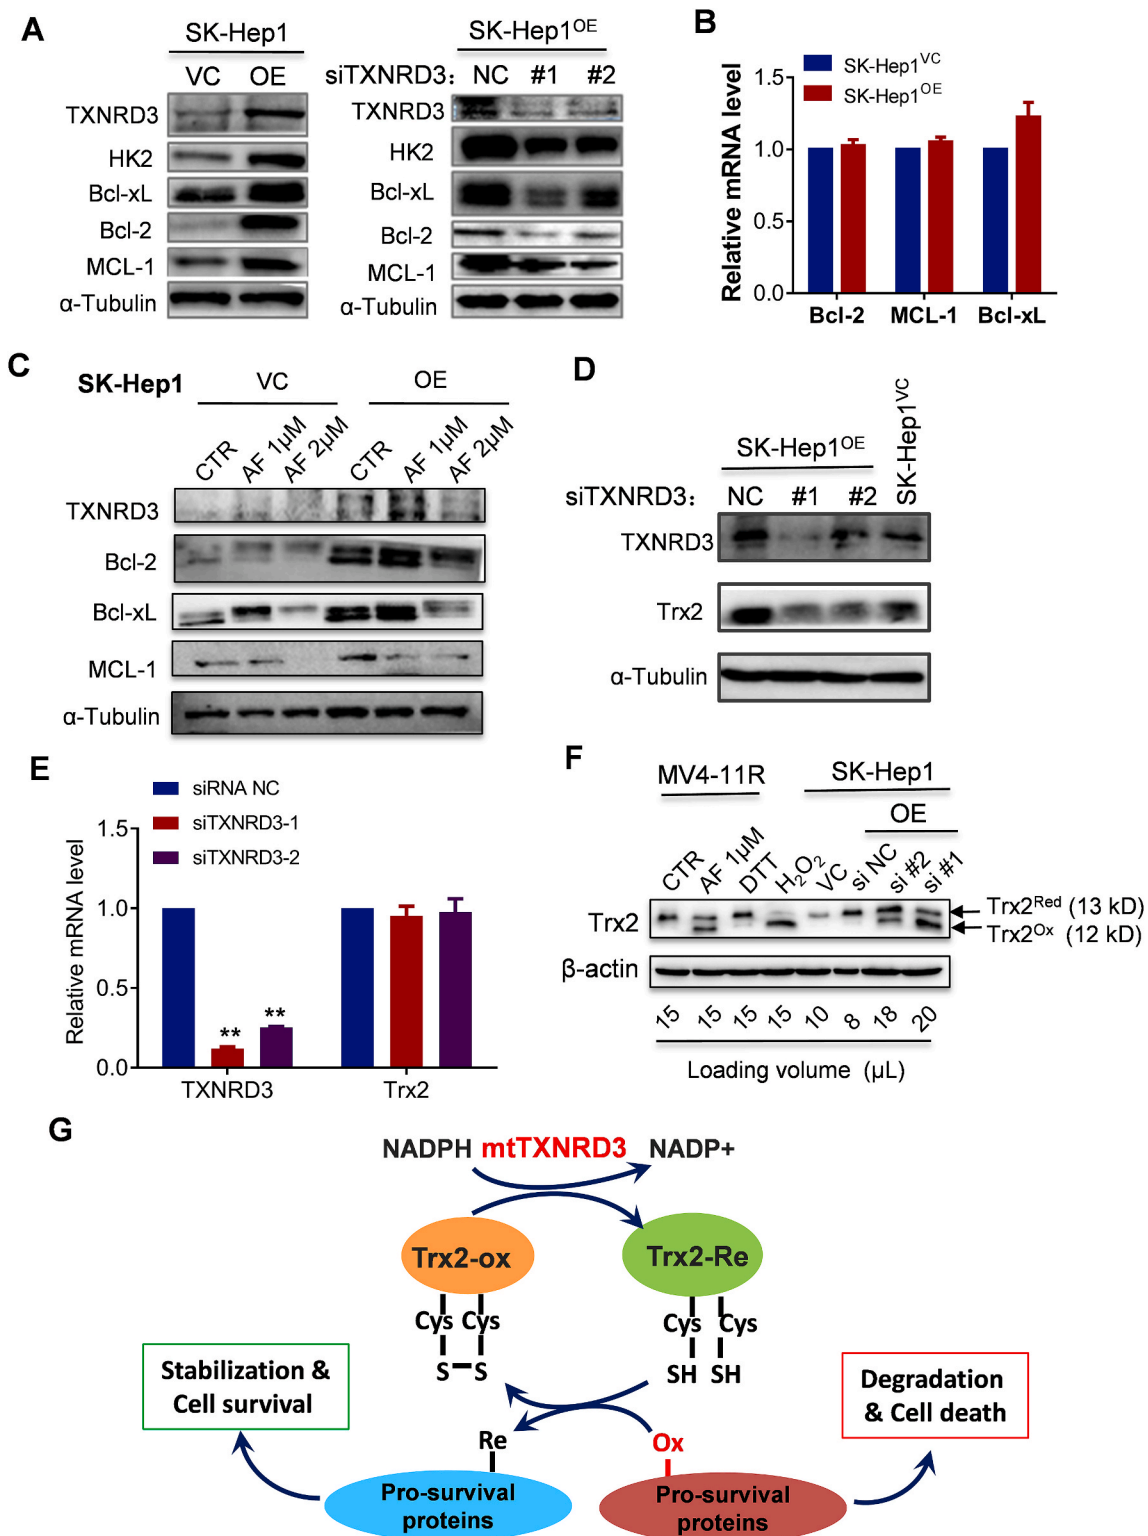 A
SK-Hep1
VC OE
TXNRD3
HK2
Bcl-xL
Bcl-2
MCL-1
α-Tubulin
SK-Hep1OE
siTXNRD3: NC #1 #2
TXNRD3
HK2
Bcl-xL
Bcl-2
MCL-1
α-Tubulin
B
SK-Hep1VC
SK-Hep1OE
Relative mRNA level
1.5
1.0
0.5
0.0
Bcl-2 MCL-1 Bcl-xL
C
SK-Hep1 VC OE
CTR AF 1μM AF 2μM CTR AF 1μM AF 2μM
TXNRD3
Bcl-2
Bcl-xL
MCL-1
α-Tubulin
D
SK-Hep1OE SK-Hep1VC
siTXNRD3: NC #1 #2
TXNRD3
Trx2
α-Tubulin
E
siRNA NC
siTXNRD3-1
siTXNRD3-2
Relative mRNA level
1.5
1.0
0.5
0.0
** **
TXNRD3 Trx2
F
MV4-11R SK-Hep1
OE
CTR AF 1μM DTT H2O2 VC si NC si #2 si #1
Trx2
Trx2Red (13 kD)
Trx2Ox (12 kD)
β-actin
15 15 15 15 10 8 18 20
Loading volume (μL)
G
NADPH mtTXNRD3 NADP+
Trx2-ox Trx2-Re
Cys Cys Cys Cys
S S SH SH
Stabilization &
Cell survival
Degradation
& Cell death
Re Ox
Pro-survival
proteins
Pro-survival
proteins